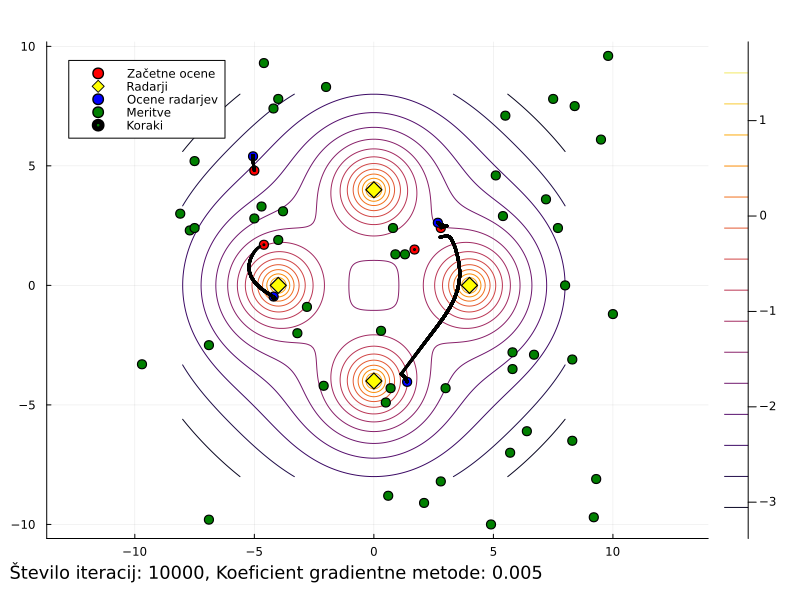 10
5
0
−5
−10
−10
−5
0
5
10
Začetne ocene
Radarji
Ocene radarjev
Meritve
Koraki
1
0
−1
−2
−3
Število iteracij: 10000, Koeficient gradientne metode: 0.005